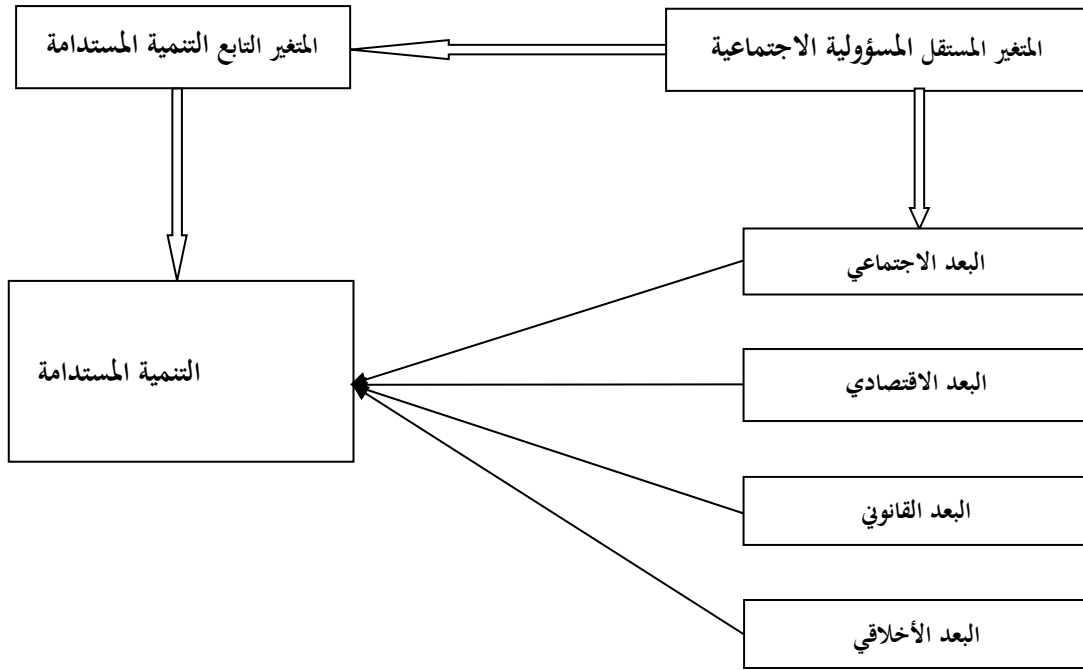 المتغير المستقل المسؤولية الاجتماعية
المتغير التابع التنمية المستدامة
البعد الاجتماعي
البعد الاقتصادي
التنمية المستدامة
البعد القانوني
البعد الأخلاقي